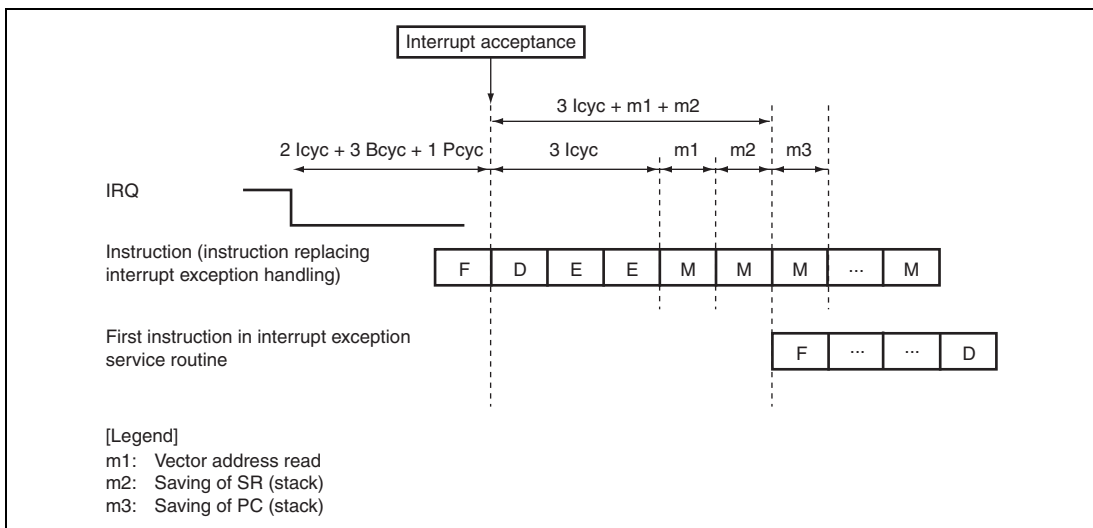 Interrupt acceptance
3 Icyc + m1 + m2
2 Icyc + 3 Bcyc + 1 Pcyc
3 Icyc
m1
m2
m3
IRQ
Instruction (instruction replacing
interrupt exception handling)
F D E E M M M ... M
First instruction in interrupt exception
service routine
F ... ... D
[Legend]
m1: Vector address read
m2: Saving of SR (stack)
m3: Saving of PC (stack)